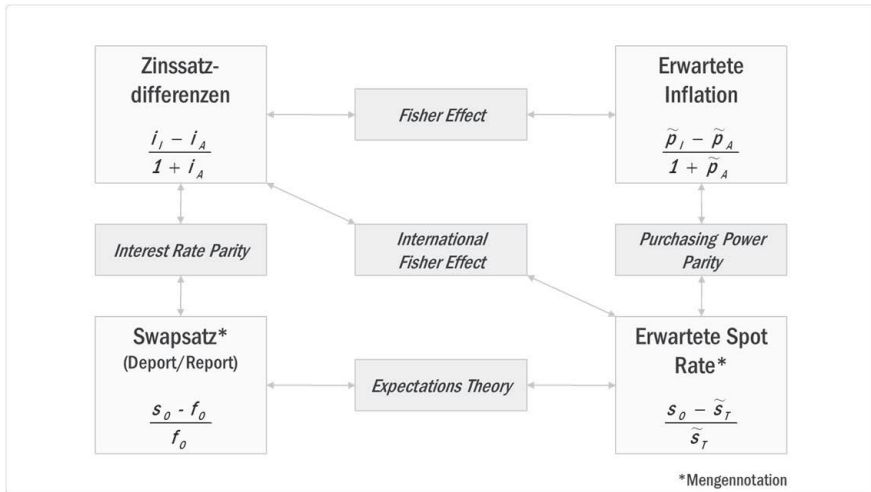 Zinssatz-
differenzen
i_I – i_A
1 + i_A
Fisher Effect
Erwartete
Inflation
p̃_I – p̃_A
1 + p̃_A
Interest Rate Parity
International
Fisher Effect
Purchasing Power
Parity
Swapsatz*
(Deport/Report)
s_0 - f_0
f_0
Expectations Theory
Erwartete Spot
Rate*
s_0 – s̃_T
s̃_T
*Mengennotation